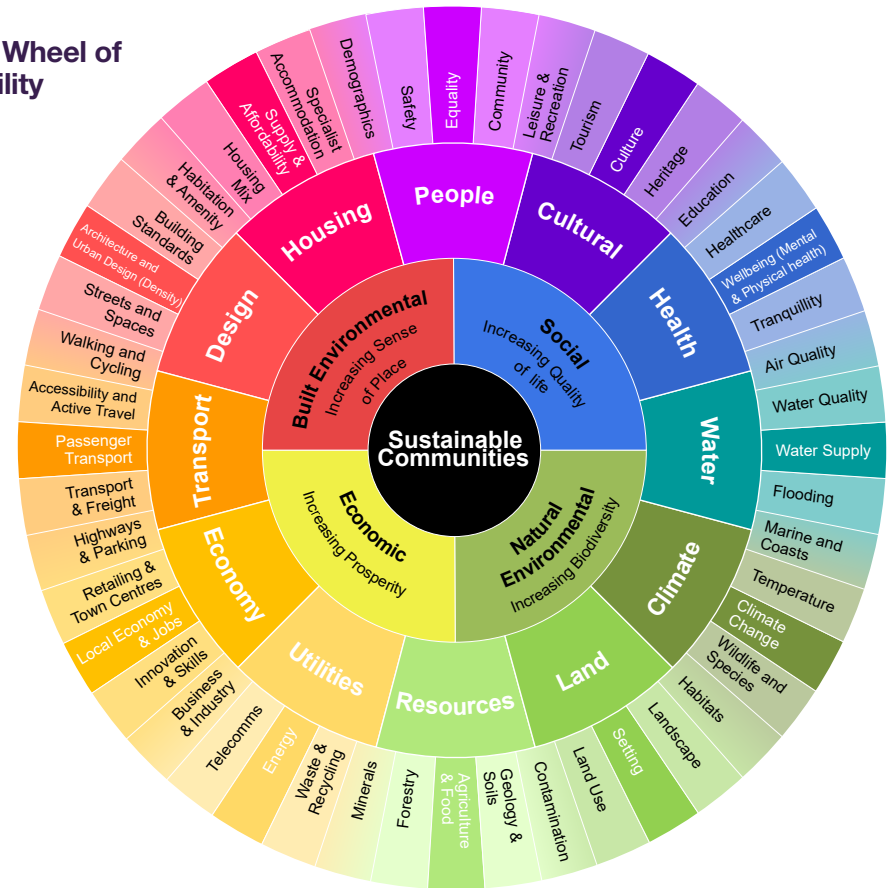 Wheel of
ility
Sustainable
Communities
Built Environmental
Increasing Sense
of Place
Social
Increasing Quality
of life
Natural
Environmental
Increasing Biodiversity
Economic
Increasing Prosperity
People
Cultural
Health
Water
Climate
Land
Resources
Utilities
Economy
Transport
Design
Housing
Equality
Community
Leisure &
Recreation
Tourism
Culture
Heritage
Education
Healthcare
Wellbeing (Mental
& Physical health)
Tranquillity
Air Quality
Water Quality
Water Supply
Flooding
Marine and
Coasts
Temperature
Climate
Change
Wildlife and
Species
Habitats
Landscape
Setting
Land Use
Contamination
Geology &
Soils
Agriculture
& Food
Forestry
Minerals
Waste &
Recycling
Energy
Telecomms
Business
& Industry
Innovation
& Skills
Local Economy
& Jobs
Retailing &
Town Centres
Highways
& Parking
Transport
& Freight
Passenger
Transport
Accessibility and
Active Travel
Walking and
Cycling
Streets and
Spaces
Architecture and
Urban Design (Density)
Building
Standards
Habitation
& Amenity
Housing
Mix
Supply &
Affordability
Specialist
Accommodation
Demographics
Safety